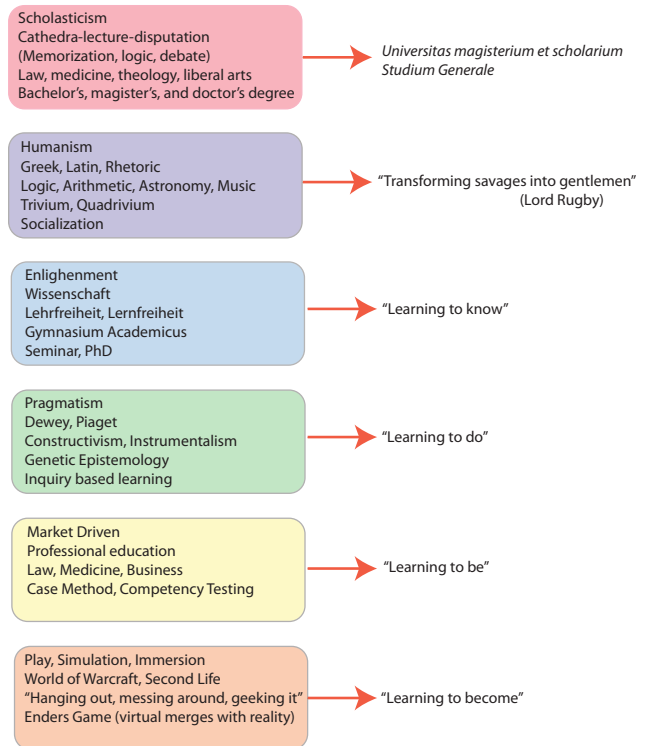 Scholasticism
Cathedra-lecture-disputation
(Memorization, logic, debate)
Law, medicine, theology, liberal arts
Bachelor's, magister's, and doctor's degree
Universitas magisterium et scholarium
Studium Generale
Humanism
Greek, Latin, Rhetoric
Logic, Arithmetic, Astronomy, Music
Trivium, Quadrivium
Socialization
“Transforming savages into gentlemen”
(Lord Rugby)
Enlighenment
Wissenschaft
Lehrfreiheit, Lernfreiheit
Gymnasium Academicus
Seminar, PhD
“Learning to know”
Pragmatism
Dewey, Piaget
Constructivism, Instrumentalism
Genetic Epistemology
Inquiry based learning
“Learning to do”
Market Driven
Professional education
Law, Medicine, Business
Case Method, Competency Testing
“Learning to be”
Play, Simulation, Immersion
World of Warcraft, Second Life
“Hanging out, messing around, geeking it”
Enders Game (virtual merges with reality)
“Learning to become”